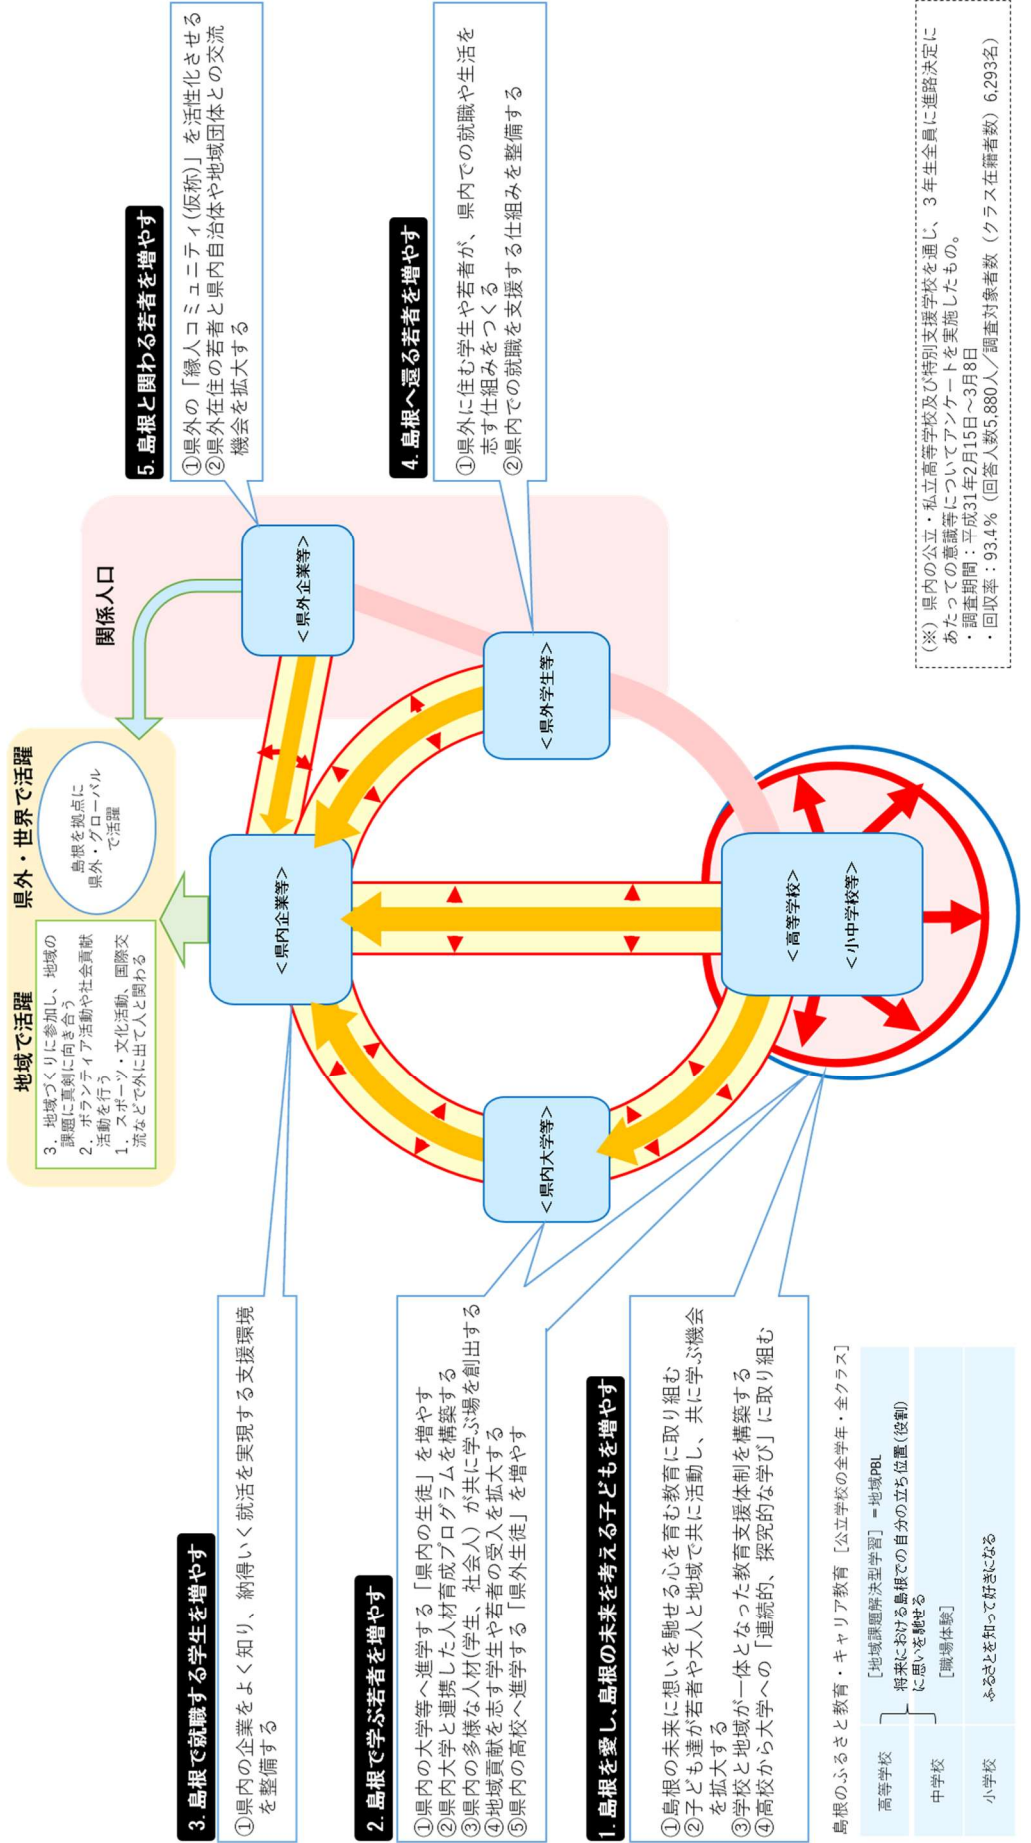 地域で活躍
県外・世界で活躍
3．地域づくりに参加し、地域の
課題に真剣に向き合う
2．ボランティア活動や社会貢献
活動を行う
1．スポーツ・文化活動、国際交
流などで外に出て人と関わる
島根を拠点に
県外・グローバル
で活躍
関係人口
5. 島根と関わる若者を増やす
①県外の「縁人コミュニティ(仮称)」を活性化させる
②県外在住の若者と県内自治体や地域団体との交流
機会を拡大する
3. 島根で就職する学生を増やす
①県内の企業をよく知り、納得いく就活を実現する支援環境
を整備する
＜県内企業等＞
＜県外企業等＞
4. 島根へ還る若者を増やす
①県外に住む学生や若者が、県内での就職や生活を
志す仕組みをつくる
②県内での就職を支援する仕組みを整備する
2. 島根で学ぶ若者を増やす
①県内の大学等へ進学する「県内の生徒」を増やす
②県内大学と連携した人材育成プログラムを構築する
③県内の多様な人材(学生、社会人）が共に学ぶ場を創出する
④地域貢献を志す学生や若者の受入を拡大する
⑤県内の高校へ進学する「県外生徒」を増やす
＜県内大学等＞
＜県外学生等＞
1. 島根を愛し、島根の未来を考える子どもを増やす
①島根の未来に想いを馳せる心を育む教育に取り組む
②子ども達が若者や大人と地域で共に活動し、共に学ぶ機会
を拡大する
③学校と地域が一体となった教育支援体制を構築する
④高校から大学への「連続的、探究的な学び」に取り組む
＜高等学校＞
＜小中学校等＞
島根のふるさと教育・キャリア教育［公立学校の全学年・全クラス］
高等学校
［地域課題解決型学習］＝地域PBL
将来における島根での自分の立ち位置(役割)
に思いを馳せる
中学校
［職場体験］
小学校
ふるさとを知って好きになる
（※）県内の公立・私立高等学校及び特別支援学校を通じ、３年生全員に進路決定に
あたっての意識等についてアンケートを実施したもの。
・調査期間：平成31年2月15日～3月8日
・回収率：93.4%（回答人数5,880人／調査対象者数（クラス在籍者数）6,293名）